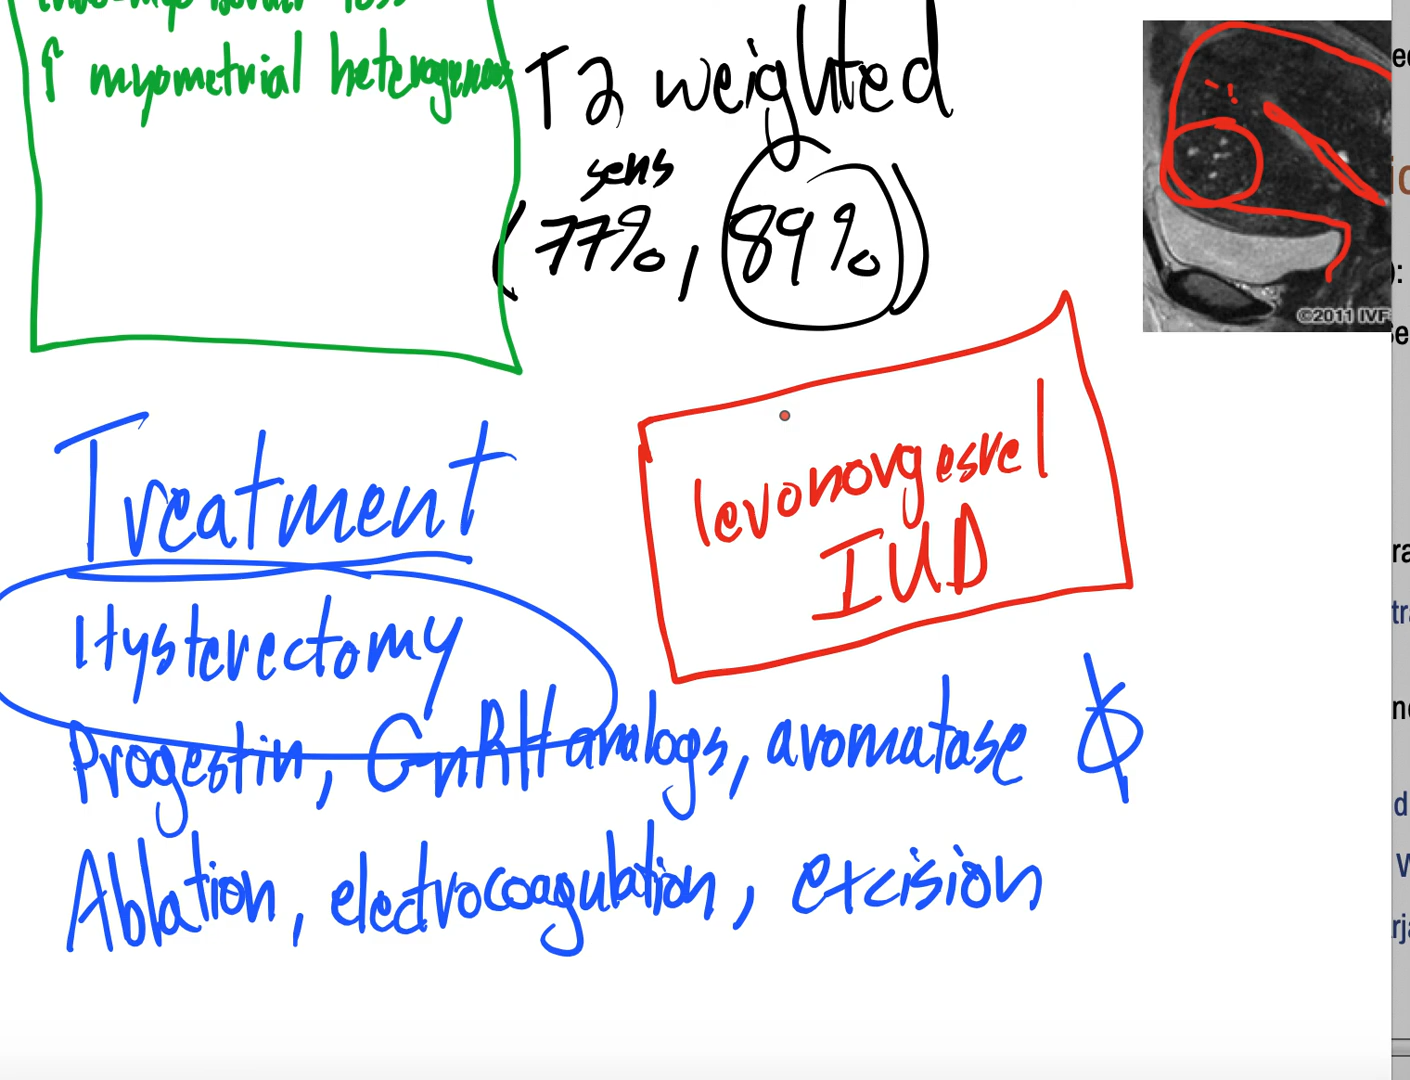 ↑ myometrial heterogeneous
T2 weighted
sens
(77%, 89%)
©2011 IVF
Treatment
levonorgesrel
IUD
Hysterectomy
Progestin, GnRH analogs, aromatase
Ablation, electrocoagulation, excision